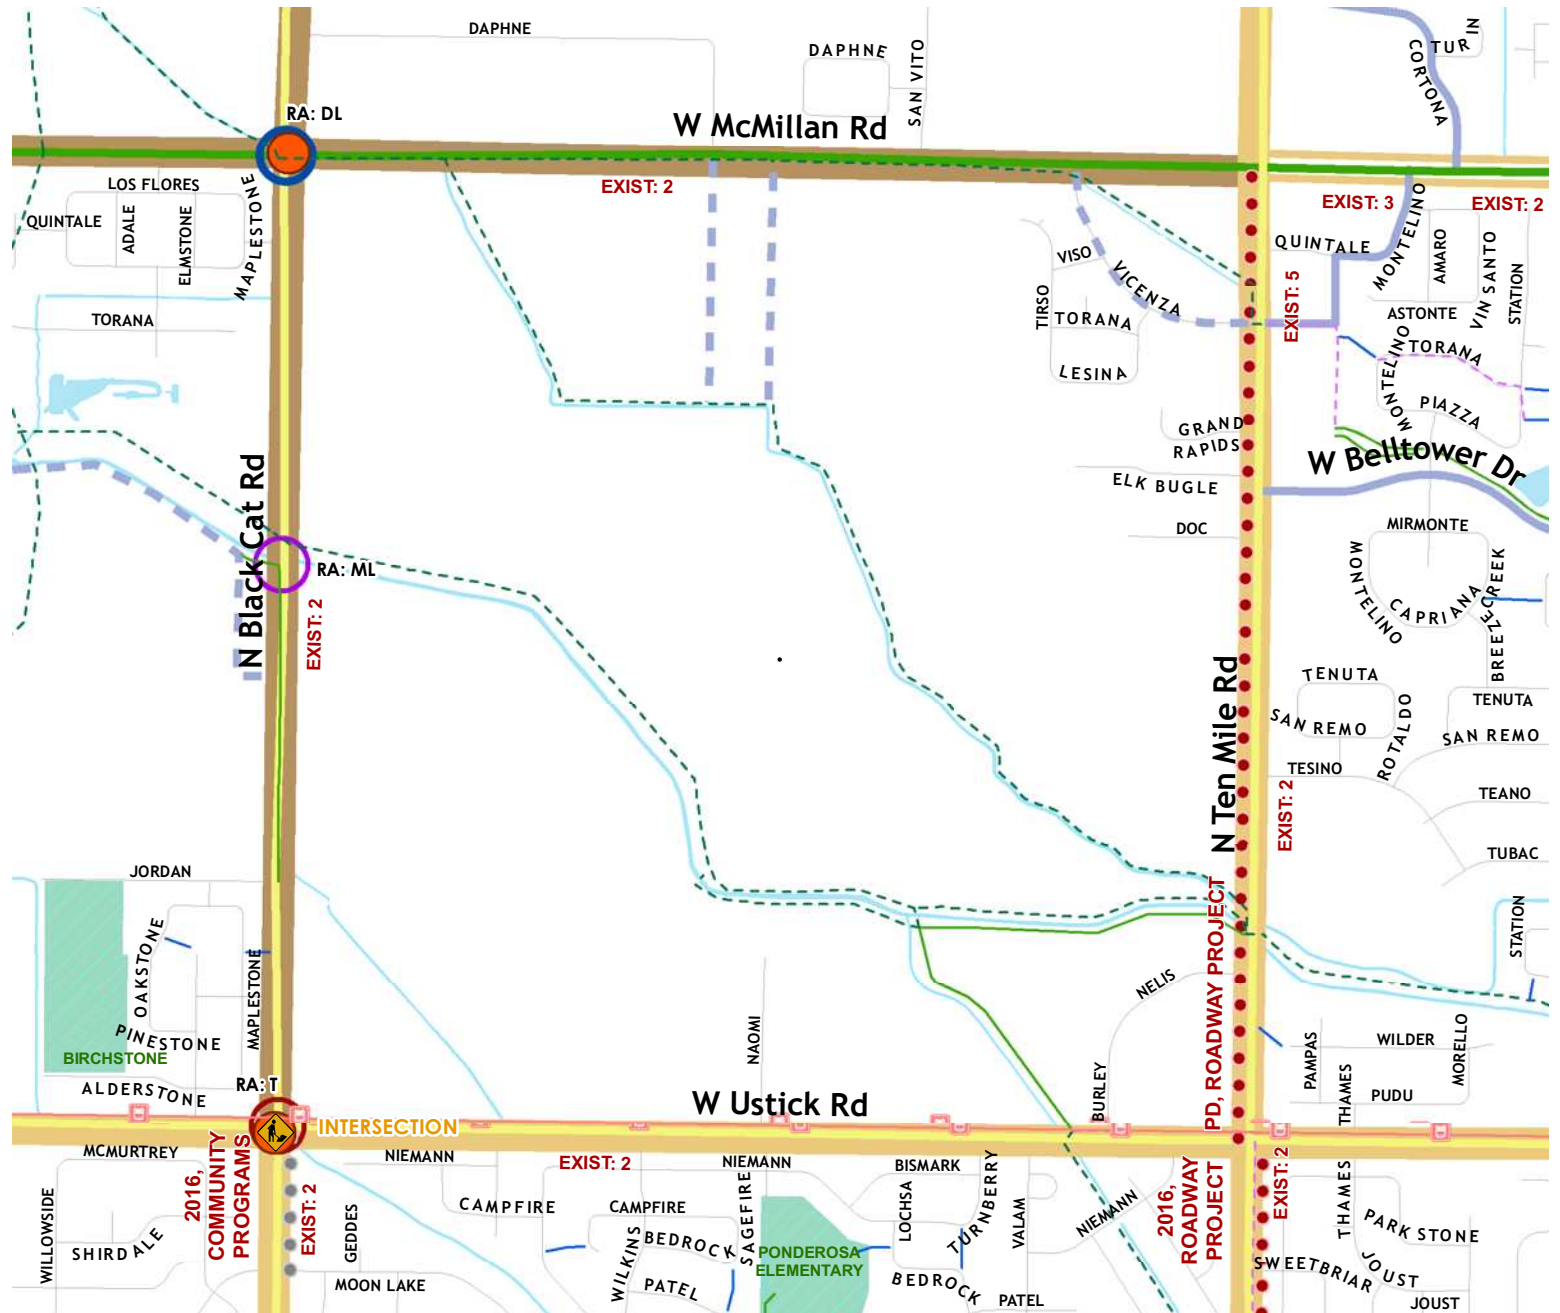 DAPHNE
DAPHNE
SAN VITO
CORTONA
TURIN
RA: DL
W McMillan Rd
LOS FLORES
MAPLESTONE
EXIST: 2
EXIST: 3
EXIST: 2
QUINTALE
ADALE
ELMSTONE
QUINTALE
MONTELINO
AMARO
VIN SANTO
STATION
VISO
VICENZA
TIRSO
TORANA
LESINA
EXIST: 5
ASTONTE
TORANA
TORANA
MONTELINO
PIAZZA
GRAND
RAPIDS
W Belltower Dr
ELK BUGLE
DOC
MIRMONTE
N Black Cat Rd
RA: ML
EXIST: 2
MONTELINO
CAPRIANA
BREEZE CREEK
N Ten Mile Rd
TENUTA
TENUTA
SAN REMO
ROTALDO
SAN REMO
TESINO
TEANO
EXIST: 2
TUBAC
JORDAN
OAKSTONE
MAPLESTONE
PINESTONE
BIRCHSTONE
ALDERSTONE
RA: T
PD, ROADWAY PROJECT
STATION
NELIS
NAOMI
BURLEY
PAMPAS
WILDER
MORELLO
THAMES
PUDU
W Ustick Rd
INTERSECTION
MCMURTREY
2016,
COMMUNITY
PROGRAMS
EXIST: 2
NIEMANN
EXIST: 2
NIEMANN
BISMARK
TURNBERRY
NIEMANN
2016,
ROADWAY
PROJECT
EXIST: 2
WILLOWSIDE
SHIRDALE
GEDDES
CAMPFIRE
CAMPFIRE
SAGEFIRE
LOCHSA
VALAM
THAMES
PARK STONE
WILKINS
BEDROCK
PONDEROSA
ELEMENTARY
BEDROCK
SWEETBRIAR
JOUST
MOON LAKE
PATEL
PATEL
JOUST